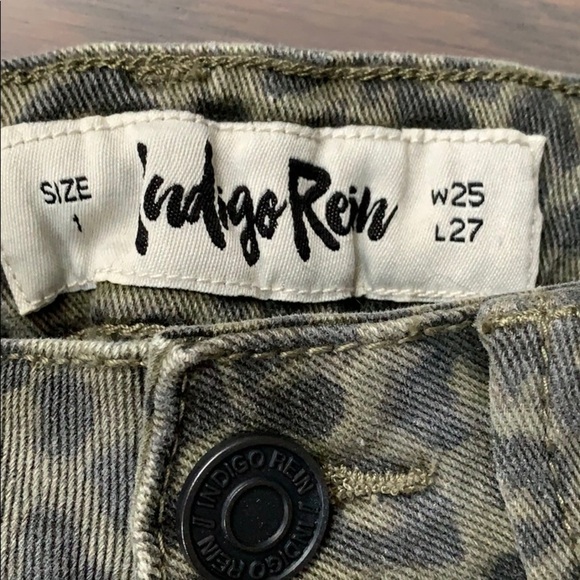 SIZE
1
Indigo Rein
W25
L27
INDIGO REIN / INDIGO REIN /